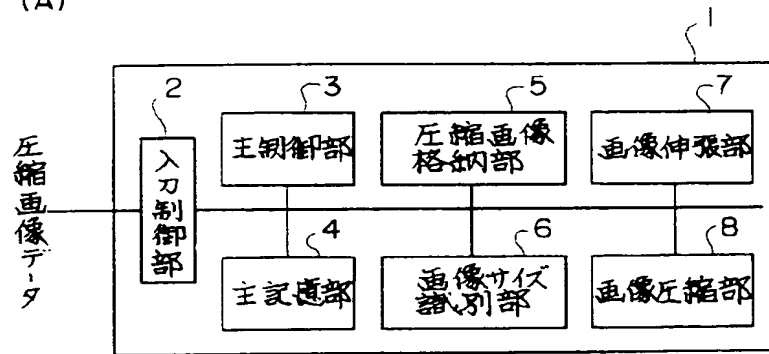 (A)
1
2
3
5
7
圧縮画像データ
入力制御部
主制御部
圧縮画像
格納部
画像伸張部
4
6
8
主記憶部
画像サイズ
識別部
画像圧縮部